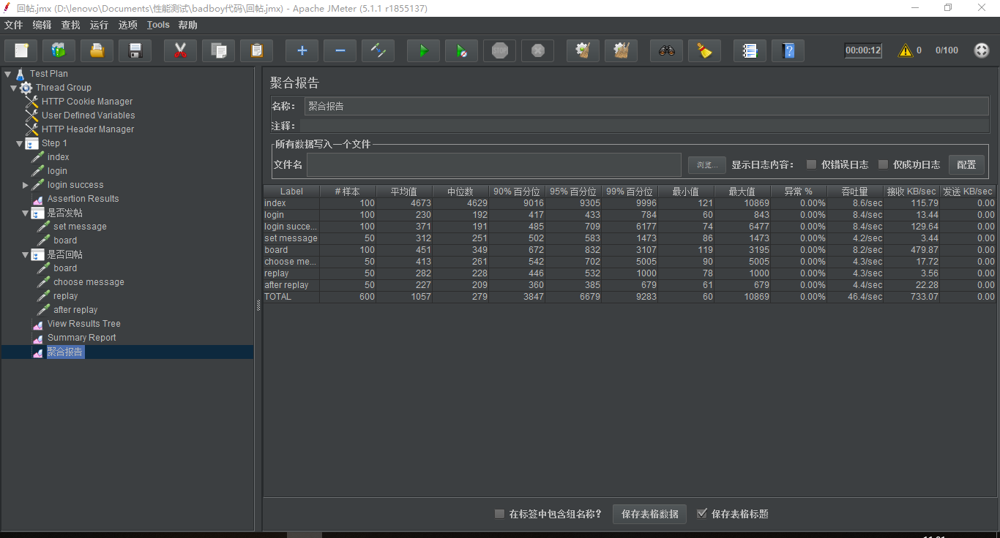 回帖.jmx (D:\lenovo\Documents\性能测试\badboy代码\回帖.jmx) - Apache JMeter (5.1.1 r1855137)
文件 编辑 查找 运行 选项 Tools 帮助
00:00:12 0 0/100
Test Plan
Thread Group
HTTP Cookie Manager
User Defined Variables
HTTP Header Manager
Step 1
index
login
login success
Assertion Results
是否发帖
set message
board
是否回帖
board
choose message
replay
after replay
View Results Tree
Summary Report
聚合报告
聚合报告
名称： 聚合报告
注释：
所有数据写入一个文件
文件名 浏览... 显示日志内容： 仅错误日志 仅成功日志 配置
Label # 样本 平均值 中位数 90% 百分位 95% 百分位 99% 百分位 最小值 最大值 异常 % 吞吐量 接收 KB/sec 发送 KB/sec
index 100 4673 4629 9016 9305 9996 121 10869 0.00% 8.6/sec 115.79 0.00
login 100 230 192 417 433 784 60 843 0.00% 8.4/sec 13.44 0.00
login succe... 100 371 191 485 709 6177 74 6477 0.00% 8.4/sec 129.64 0.00
set message 50 312 251 502 583 1473 86 1473 0.00% 4.2/sec 3.44 0.00
board 100 451 349 672 832 3107 119 3195 0.00% 8.2/sec 479.87 0.00
choose me... 50 413 261 542 702 5005 90 5005 0.00% 4.3/sec 17.72 0.00
replay 50 282 228 446 532 1000 78 1000 0.00% 4.3/sec 3.56 0.00
after replay 50 227 209 360 385 679 61 679 0.00% 4.4/sec 22.28 0.00
TOTAL 600 1057 279 3847 6679 9283 60 10869 0.00% 46.4/sec 733.07 0.00
在标签中包含组名称? 保存表格数据 保存表格标题